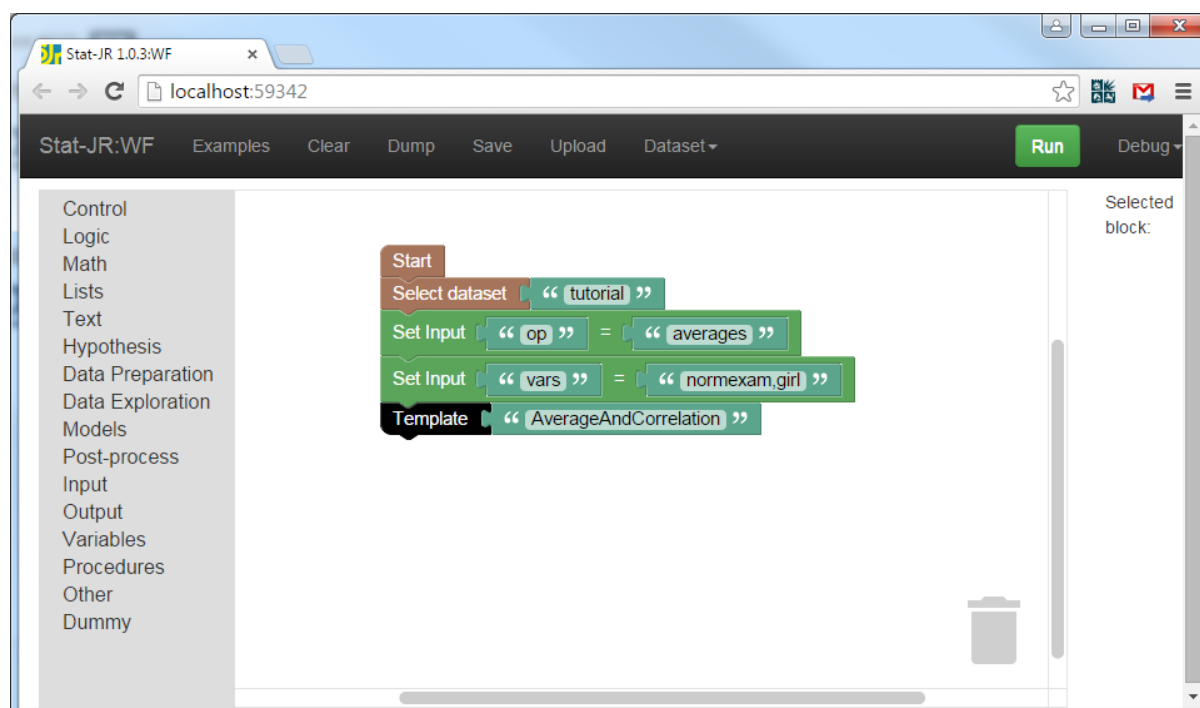 Stat-JR 1.0.3:WF
localhost:59342
Stat-JR:WF Examples Clear Dump Save Upload Dataset Run Debug
Control
Logic
Math
Lists
Text
Hypothesis
Data Preparation
Data Exploration
Models
Post-process
Input
Output
Variables
Procedures
Other
Dummy
Start
Select dataset “ tutorial ”
Set Input “ op ” = “ averages ”
Set Input “ vars ” = “ normexam,girl ”
Template “ AverageAndCorrelation ”
Selected
block: